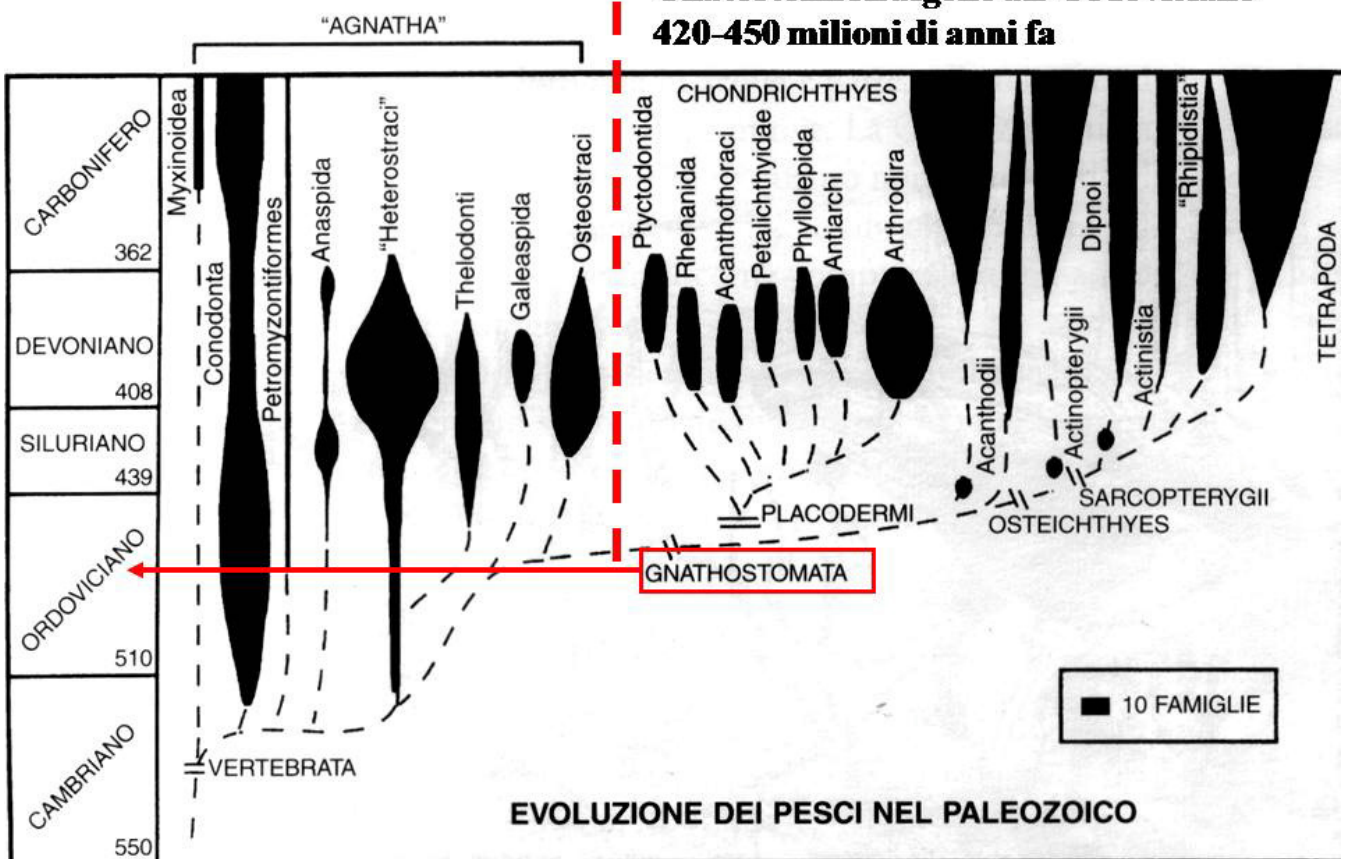 "AGNATHA"
420-450 milioni di anni fa
CARBONIFERO
362
DEVONIANO
408
SILURIANO
439
ORDOVICIANO
510
CAMBRIANO
550
Myxinoidea
Conodonta
Petromyzontiformes
Anaspida
"Heterostraci"
Thelodonti
Galeaspida
Osteostraci
CHONDRICHTHYES
Ptyctodontida
Rhenanida
Acanthothoraci
Petalichthyidae
Phyllolepida
Antiarchi
Arthrodira
Acanthodii
Actinopterygii
Dipnoi
Actinistia
"Rhipidistia"
TETRAPODA
PLACODERMI
SARCOPTERYGII
OSTEICHTHYES
GNATHOSTOMATA
VERTEBRATA
10 FAMIGLIE
EVOLUZIONE DEI PESCI NEL PALEOZOICO